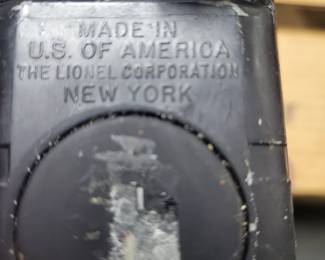 MADE IN
U.S. OF AMERICA
THE LIONEL CORPORATION
NEW YORK